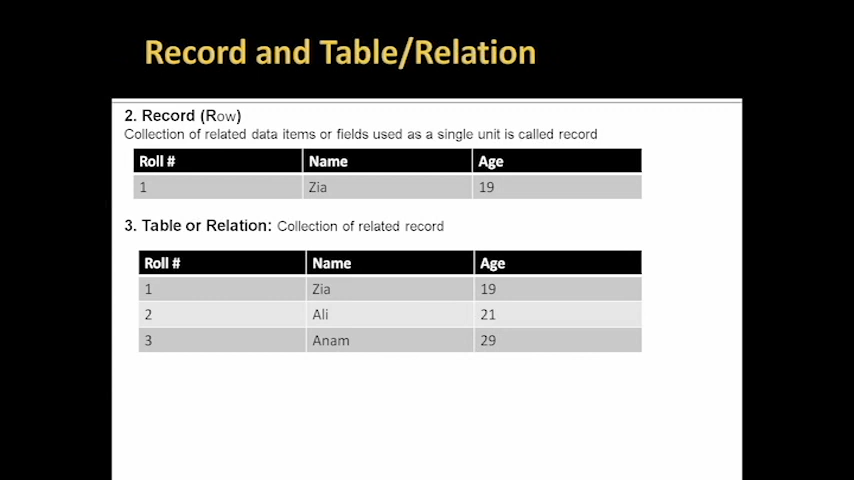 Record and Table/Relation
2. Record (Row)
Collection of related data items or fields used as a single unit is called record
Roll # Name Age
1 Zia 19
3. Table or Relation: Collection of related record
Roll # Name Age
1 Zia 19
2 Ali 21
3 Anam 29